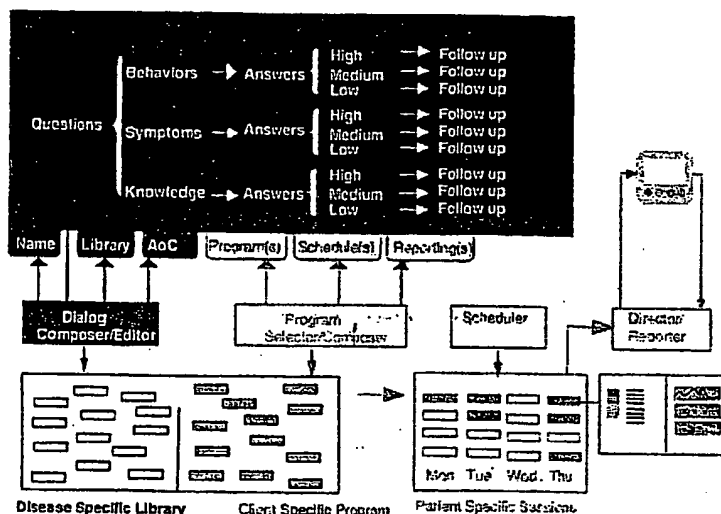 Behaviors Answers High Follow up
Medium Follow up
Low Follow up
Questions Symptoms Answers High Follow up
Medium Follow up
Low Follow up
Knowledge Answers High Follow up
Medium Follow up
Low Follow up
Name Library AoC Program(s) Schedule(s) Reporting(s)
Dialog
Composer/Editor
Program
Selector/Composer
Scheduler
Director/
Reporter
Mon Tue Wed. Thu
Disease Specific Library Client Specific Program Patient Specific